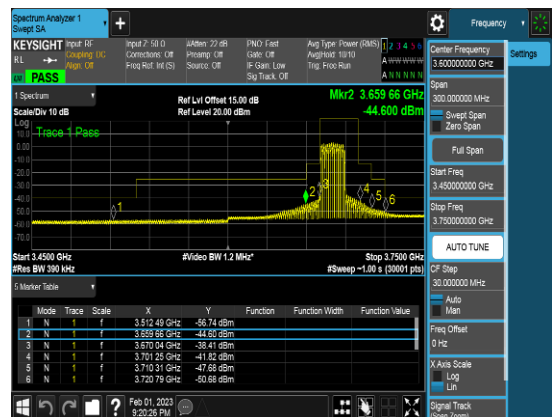 Spectrum Analyzer 1
Swept SA
Frequency
KEYSIGHT
RL
PASS
Input: RF
Coupling: DC
Align: Off
Input Z: 50 Ω
Corrections: Off
Freq Ref: Int (S)
#Atten: 22 dB
Preamp: Off
Source: Off
PNO: Fast
Gate: Off
IF Gain: Low
Sig Track: Off
Avg Type: Power (RMS)
Avg|Hold: 10/10
Trig: Free Run
1 2 3 4 5 6
A W W W W W
A N N N N N
1 Spectrum
Scale/Div 10 dB
Ref Lvl Offset 15.00 dB
Ref Level 20.00 dBm
Mkr2 3.659 66 GHz
-44.600 dBm
Log
Trace 1 Pass
10.0
0.00
-10.0
-20.0
-30.0
-40.0
-50.0
-60.0
-70.0
1
2
3
4
5
6
Start 3.4500 GHz
#Video BW 1.2 MHz*
Stop 3.7500 GHz
#Res BW 390 kHz
#Sweep ~1.00 s (30001 pts)
5 Marker Table
Mode Trace Scale X Y Function Function Width Function Value
1 N 1 f 3.512 49 GHz -56.74 dBm
2 N 1 f 3.659 66 GHz -44.60 dBm
3 N 1 f 3.670 04 GHz -38.41 dBm
4 N 1 f 3.701 25 GHz -41.82 dBm
5 N 1 f 3.710 31 GHz -47.68 dBm
6 N 1 f 3.720 79 GHz -50.68 dBm
Feb 01, 2023
9:20:26 PM
Center Frequency
3.600000000 GHz
Settings
Span
300.000000 MHz
Swept Span
Zero Span
Full Span
Start Freq
3.450000000 GHz
Stop Freq
3.750000000 GHz
AUTO TUNE
CF Step
30.000000 MHz
Auto
Man
Freq Offset
0 Hz
X Axis Scale
Log
Lin
Signal Track
(Span Zoom)